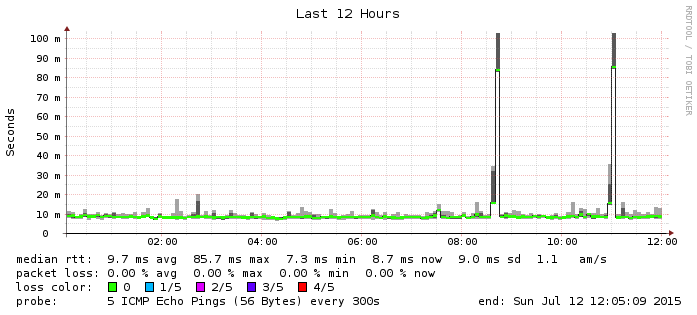 Last 12 Hours
RRDTOOL / TOBI OETIKER
Seconds
100 m
90 m
80 m
70 m
60 m
50 m
40 m
30 m
20 m
10 m
0
02:00 04:00 06:00 08:00 10:00 12:00
median rtt: 9.7 ms avg 85.7 ms max 7.3 ms min 8.7 ms now 9.0 ms sd 1.1 am/s
packet loss: 0.00 % avg 0.00 % max 0.00 % min 0.00 % now
loss color: 0 1/5 2/5 3/5 4/5
probe: 5 ICMP Echo Pings (56 Bytes) every 300s end: Sun Jul 12 12:05:09 2015